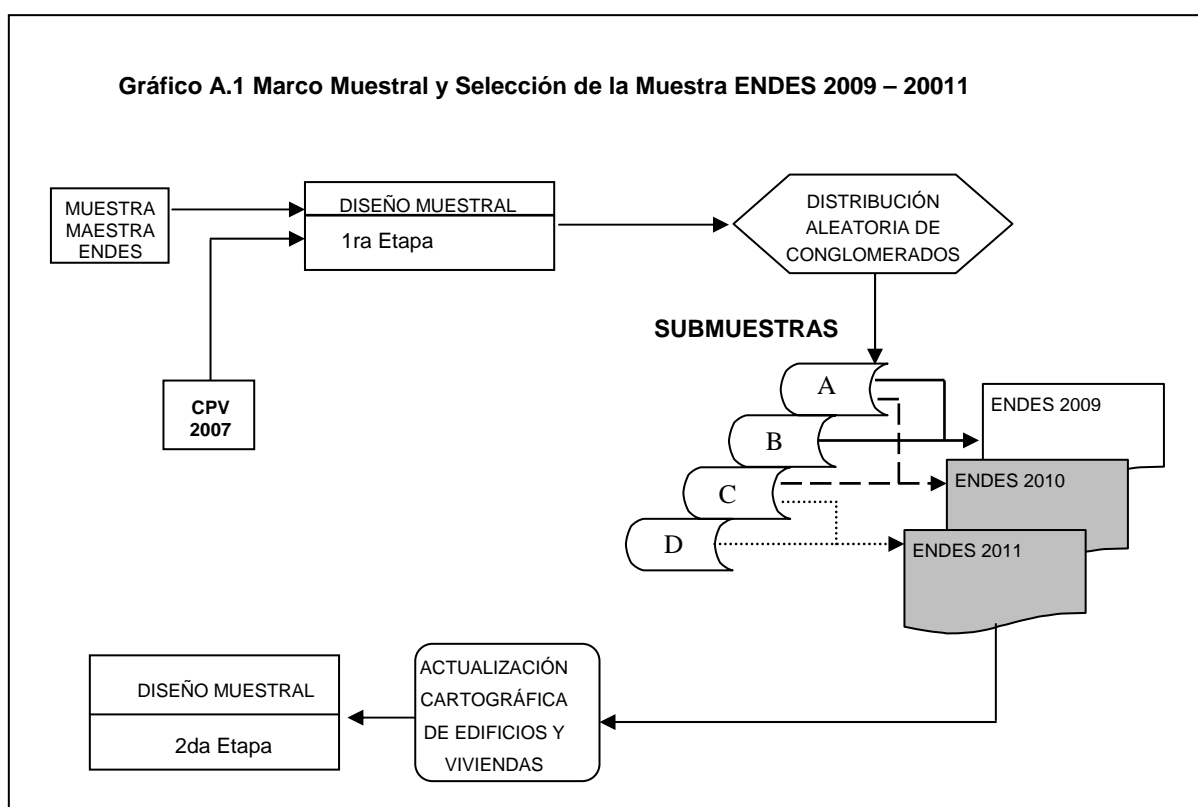 Gráfico A.1 Marco Muestral y Selección de la Muestra ENDES 2009 – 20011
MUESTRA
MAESTRA
ENDES
DISEÑO MUESTRAL
1ra Etapa
DISTRIBUCIÓN
ALEATORIA DE
CONGLOMERADOS
CPV
2007
SUBMUESTRAS
A
B
C
D
ENDES 2009
ENDES 2010
ENDES 2011
ACTUALIZACIÓN
CARTOGRÁFICA
DE EDIFICIOS Y
VIVIENDAS
DISEÑO MUESTRAL
2da Etapa